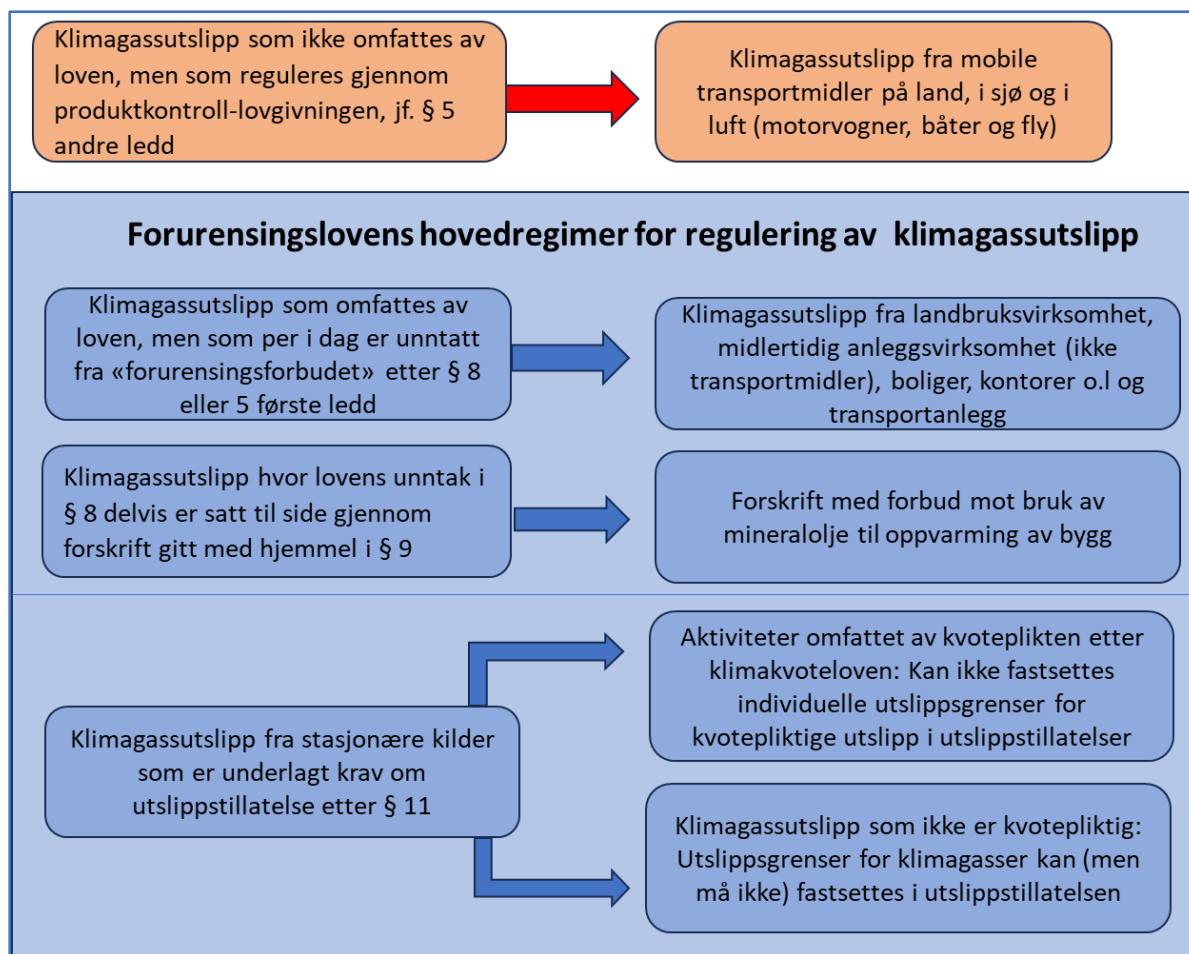 Klimagassutslipp som ikke omfattes av
loven, men som reguleres gjennom
produktkontroll-lovgivningen, jf. § 5
andre ledd
Klimagassutslipp fra mobile
transportmidler på land, i sjø og i
luft (motorvogner, båter og fly)
Forurensingslovens hovedregimer for regulering av klimagassutslipp
Klimagassutslipp som omfattes av
loven, men som per i dag er unntatt
fra «forurensingsforbudet» etter § 8
eller 5 første ledd
Klimagassutslipp fra landbruksvirksomhet,
midlertidig anleggsvirksomhet (ikke
transportmidler), boliger, kontorer o.l og
transportanlegg
Klimagassutslipp hvor lovens unntak i
§ 8 delvis er satt til side gjennom
forskrift gitt med hjemmel i § 9
Forskrift med forbud mot bruk av
mineralolje til oppvarming av bygg
Klimagassutslipp fra stasjonære kilder
som er underlagt krav om
utslippstillatelse etter § 11
Aktiviteter omfattet av kvoteplikten etter
klimakvoteloven: Kan ikke fastsettes
individuelle utslippsgrenser for
kvotepliktige utslipp i utslippstillatelser
Klimagassutslipp som ikke er kvotepliktig:
Utslippsgrenser for klimagasser kan (men
må ikke) fastsettes i utslippstillatelsen